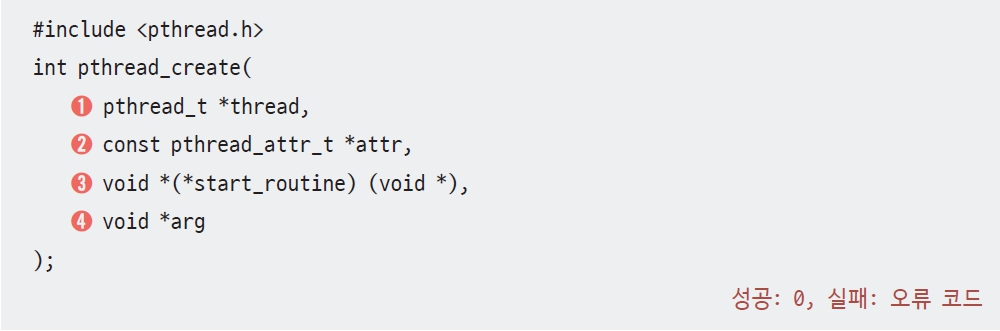 #include <pthread.h>
int pthread_create(
❶ pthread_t *thread,
❷ const pthread_attr_t *attr,
❸ void *(*start_routine) (void *),
❹ void *arg
);
성공: 0, 실패: 오류 코드